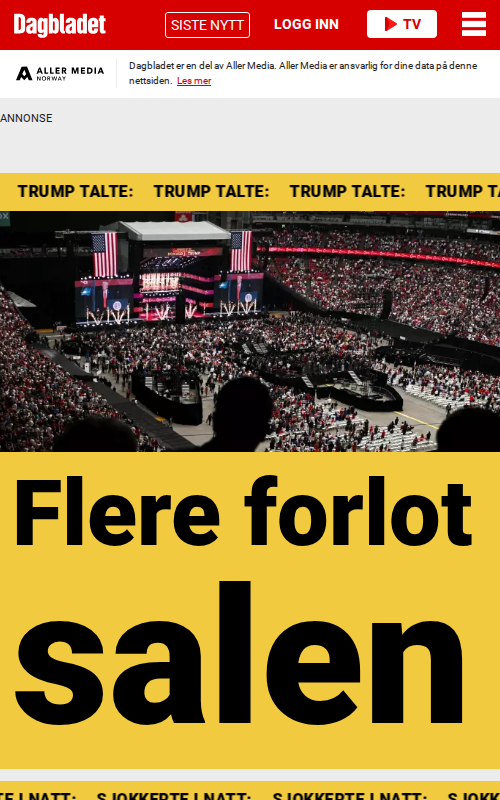 Dagbladet
SISTE NYTT
LOGG INN
TV
ALLER MEDIA
NORWAY
Dagbladet er en del av Aller Media. Aller Media er ansvarlig for dine data på denne
nettsiden. Les mer
ANNONSE
TRUMP TALTE: TRUMP TALTE: TRUMP TALTE: TRUMP TA
Flere forlot
salen
TE I NATT: SJOKKERTE I NATT: SJOKKERTE I NATT: SJOKK